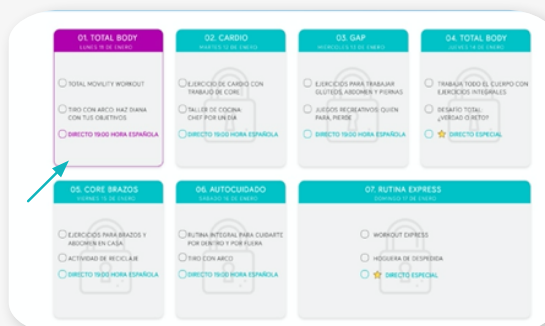 01. TOTAL BODY
LUNES 11 DE ENERO
TOTAL MOVILITY WORKOUT
TIRO CON ARCO: HAZ DIANA
CON TUS OBJETIVOS
DIRECTO 19:00 HORA ESPAÑOLA
02. CARDIO
MARTES 12 DE ENERO
EJERCICIO DE CARDIO CON
TRABAJO DE CORE
TALLER DE COCINA:
CHEF POR UN DÍA
DIRECTO 19:00 HORA ESPAÑOLA
03. GAP
MIÉRCOLES 13 DE ENERO
EJERCICIOS PARA TRABAJAR
GLÚTEOS, ABDOMEN Y PIERNAS
JUEGOS RECREATIVOS: QUIEN
PARA, PIERDE
DIRECTO 19:00 HORA ESPAÑOLA
04. TOTAL BODY
JUEVES 14 DE ENERO
TRABAJA TODO EL CUERPO CON
EJERCICIOS INTEGRALES
DESAFÍO TOTAL:
¿VERDAD O RETO?
DIRECTO ESPECIAL
05. CORE BRAZOS
VIERNES 15 DE ENERO
EJERCICIOS PARA BRAZOS Y
ABDOMEN EN CASA
ACTIVIDAD DE RECICLAJE
DIRECTO 19:00 HORA ESPAÑOLA
06. AUTOCUIDADO
SÁBADO 16 DE ENERO
RUTINA INTEGRAL PARA CUIDARTE
POR DENTRO Y POR FUERA
TIRO CON ARCO
DIRECTO 19:00 HORA ESPAÑOLA
07. RUTINA EXPRESS
DOMINGO 17 DE ENERO
WORKOUT EXPRESS
HOGUERA DE DESPEDIDA
DIRECTO ESPECIAL